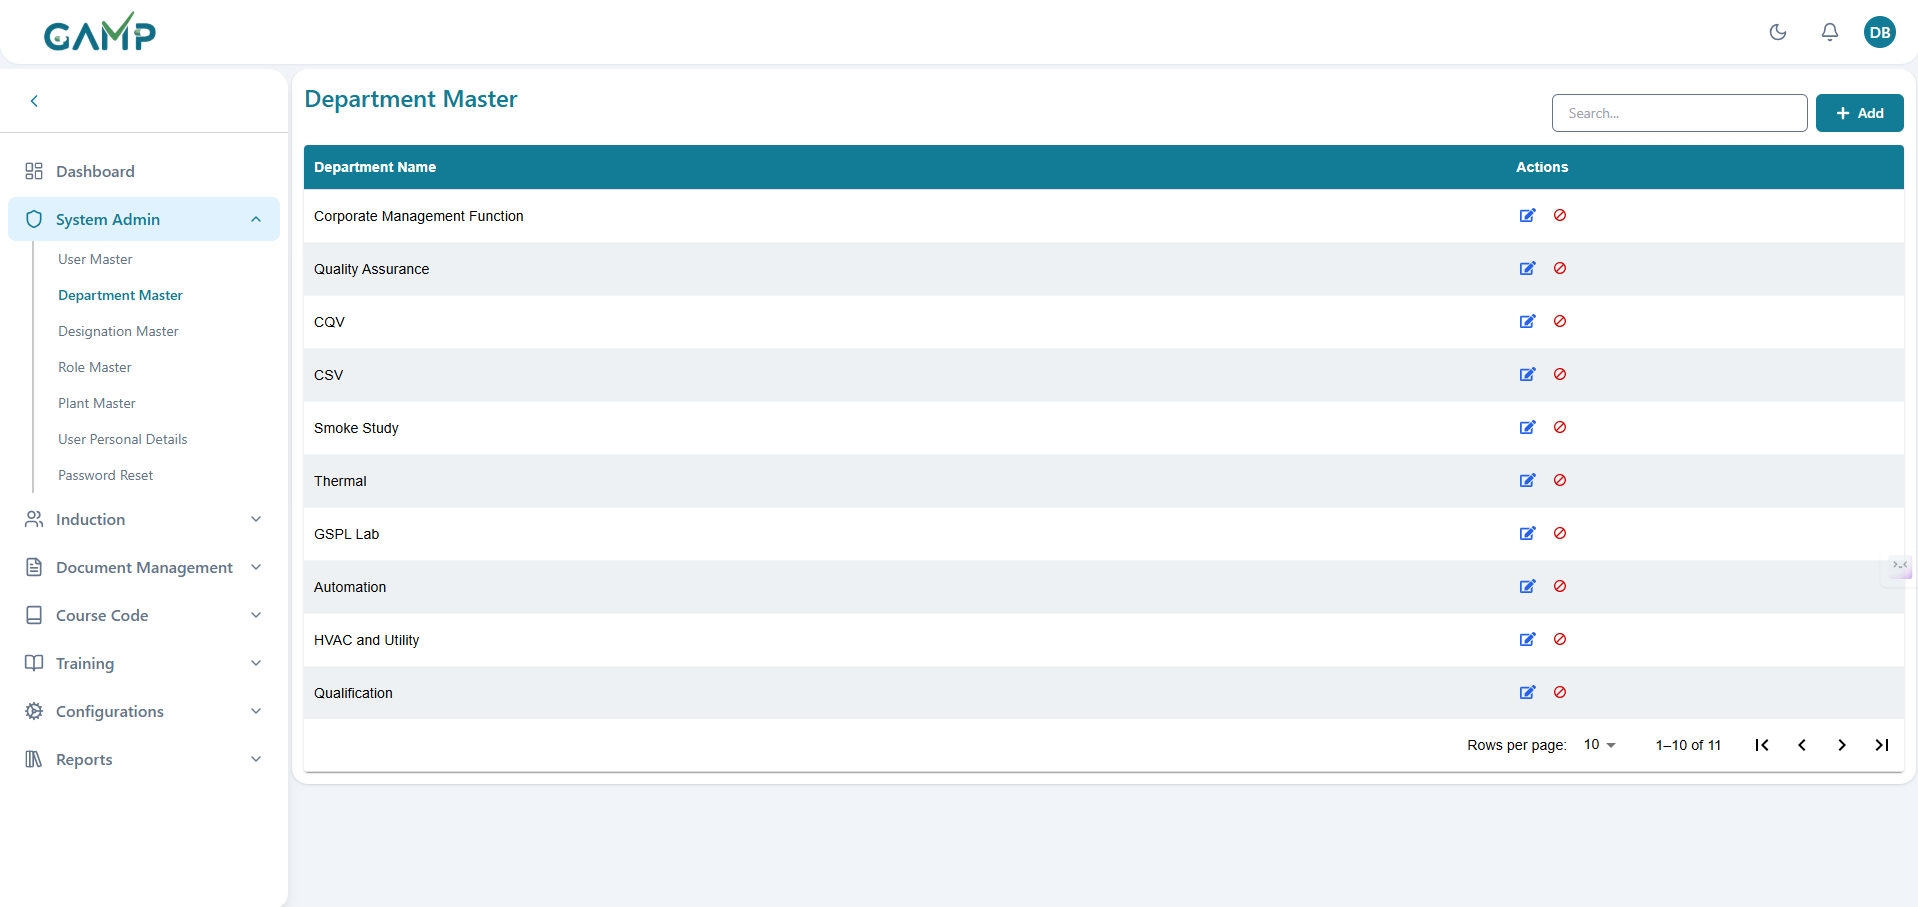 GAMP
DB
Department Master
Search...
Add
Dashboard
System Admin
User Master
Department Master
Designation Master
Role Master
Plant Master
User Personal Details
Password Reset
Induction
Document Management
Course Code
Training
Configurations
Reports
Department Name Actions
Corporate Management Function
Quality Assurance
CQV
CSV
Smoke Study
Thermal
GSPL Lab
Automation
HVAC and Utility
Qualification
Rows per page: 10 1–10 of 11